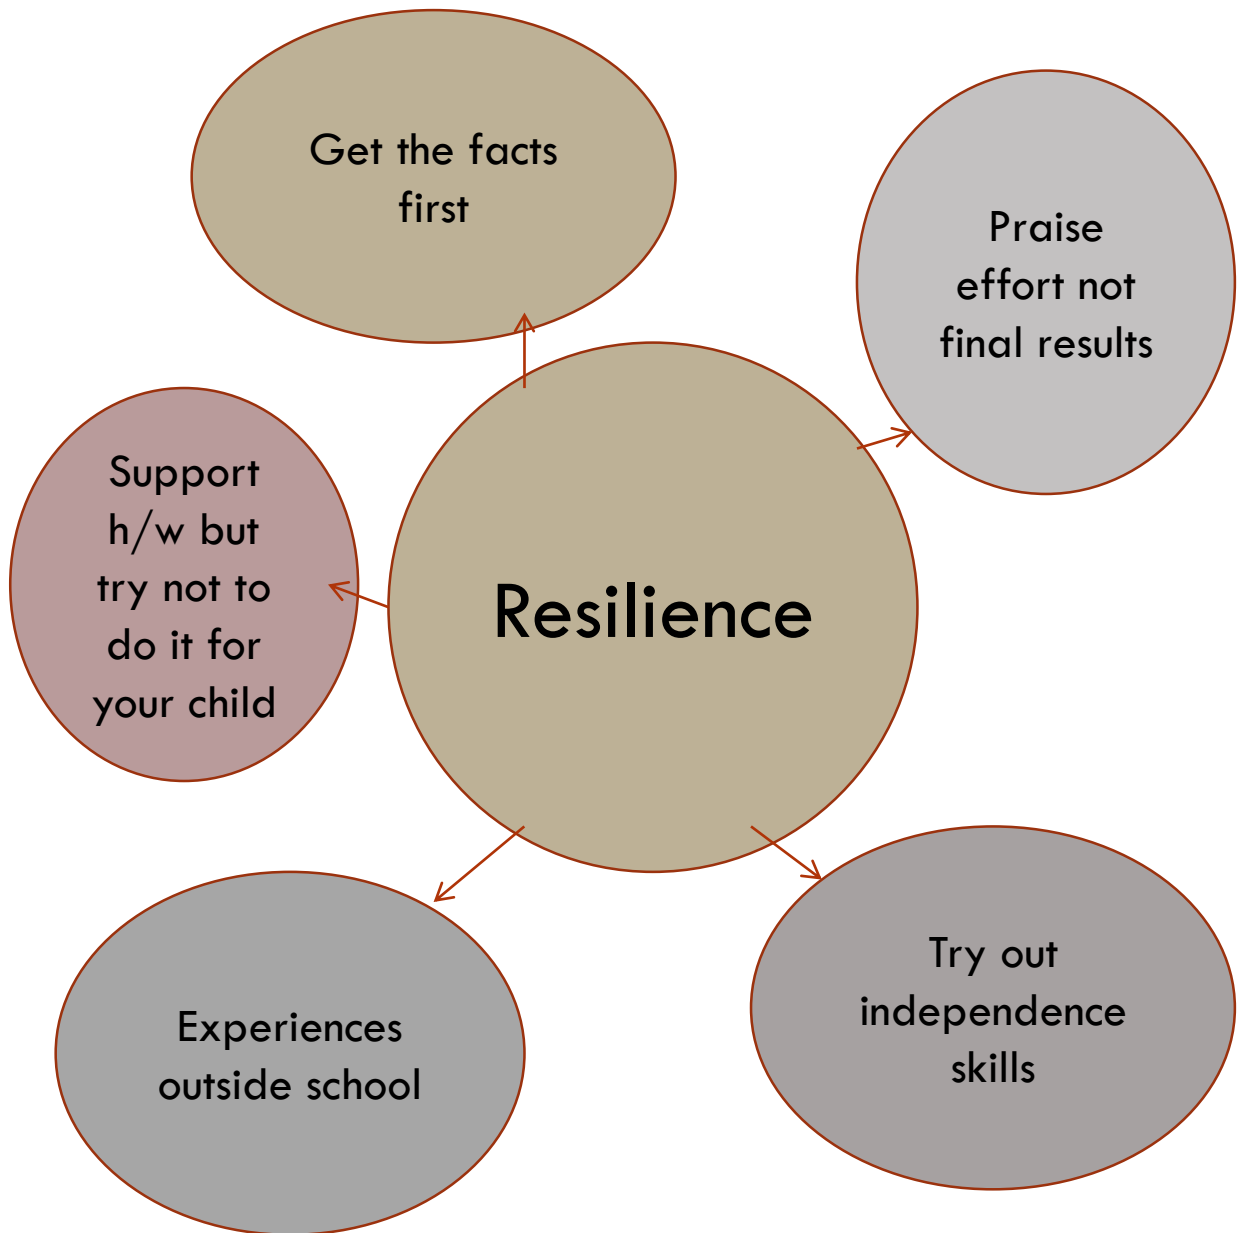 Get the facts
first
Praise
effort not
final results
Support
h/w but
try not to
do it for
your child
Resilience
Experiences
outside school
Try out
independence
skills